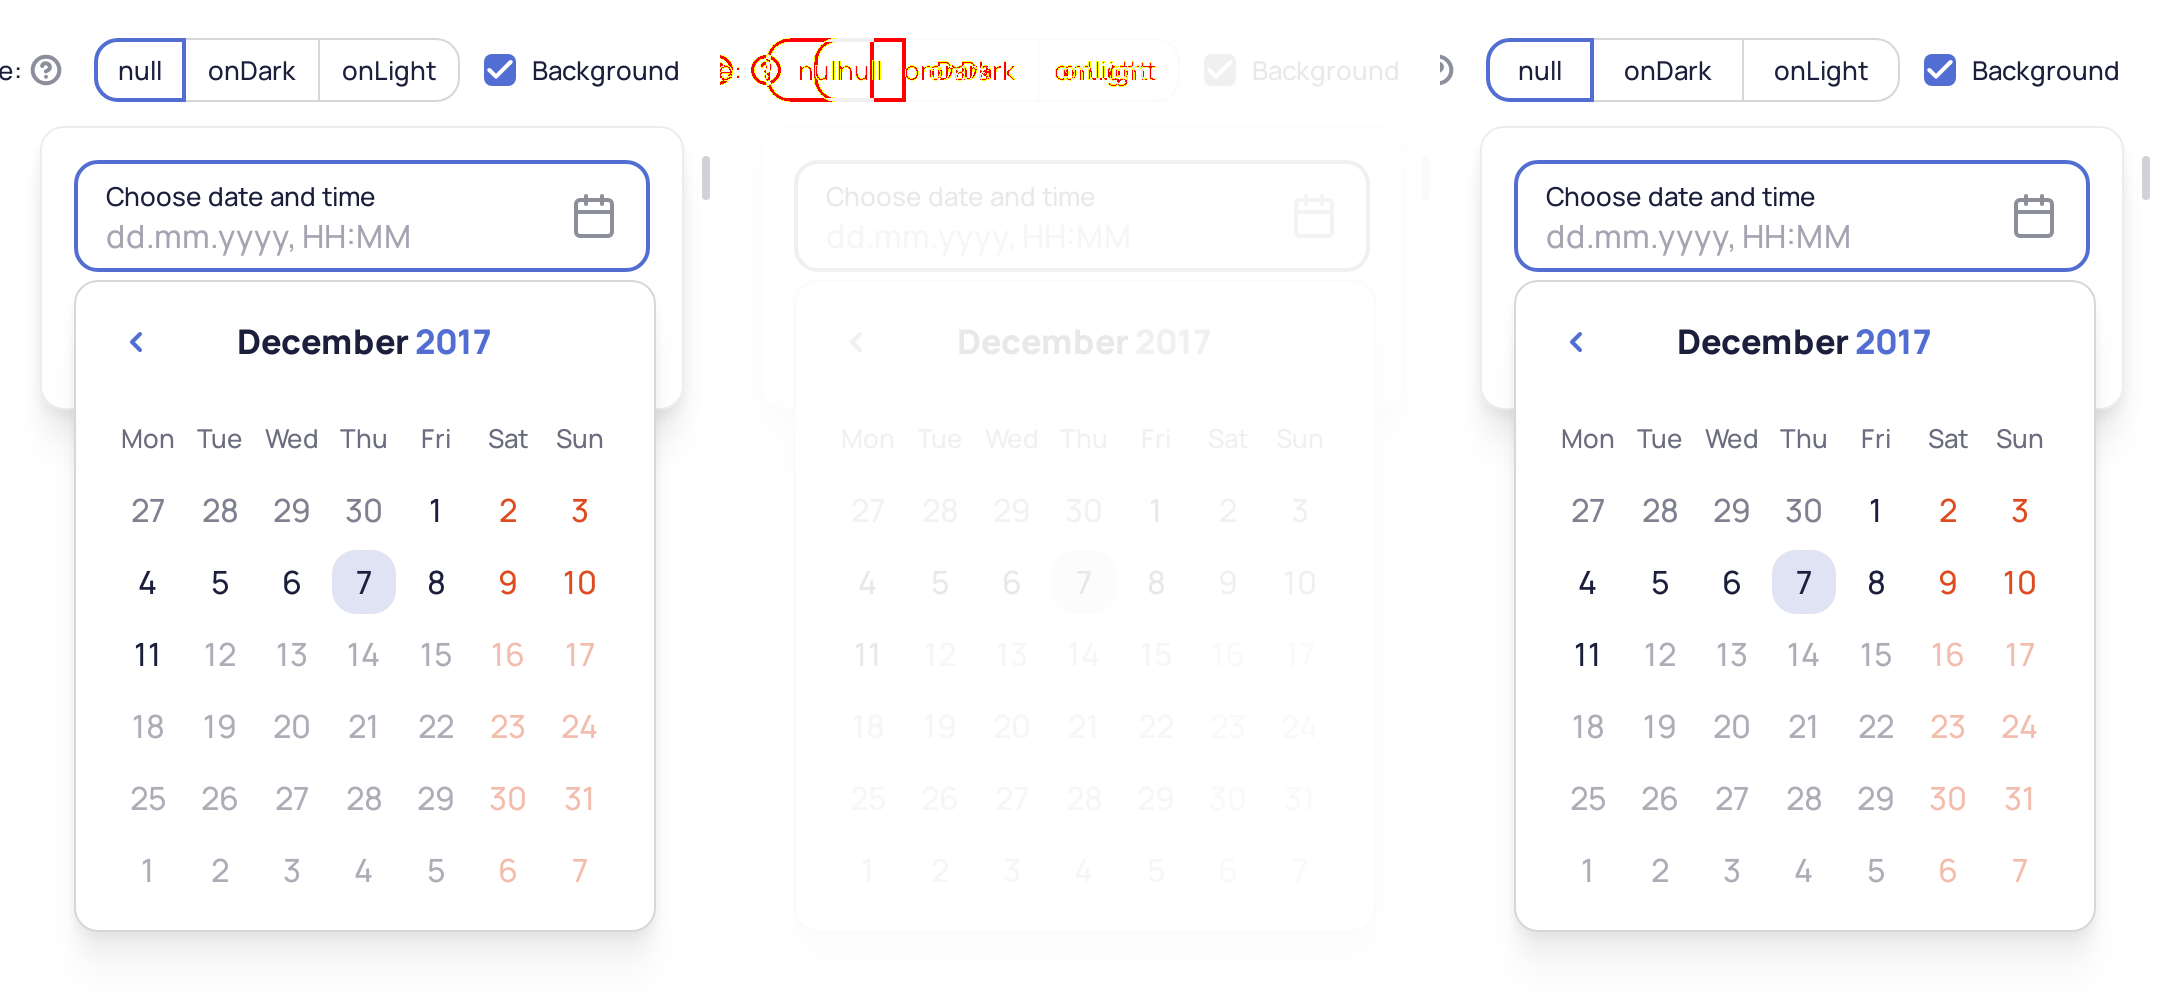 e: null onDark onLight Background
Choose date and time
dd.mm.yyyy, HH:MM
December 2017
Mon Tue Wed Thu Fri Sat Sun
27 28 29 30 1 2 3
4 5 6 7 8 9 10
11 12 13 14 15 16 17
18 19 20 21 22 23 24
25 26 27 28 29 30 31
1 2 3 4 5 6 7
e: null null onDark Background
Choose date and time
dd.mm.yyyy, HH:MM
December 2017
Mon Tue Wed Thu Fri Sat Sun
27 28 29 30 1 2 3
4 5 6 7 8 9 10
11 12 13 14 15 16 17
18 19 20 21 22 23 24
25 26 27 28 29 30 31
1 2 3 4 5 6 7
null onDark onLight Background
Choose date and time
dd.mm.yyyy, HH:MM
December 2017
Mon Tue Wed Thu Fri Sat Sun
27 28 29 30 1 2 3
4 5 6 7 8 9 10
11 12 13 14 15 16 17
18 19 20 21 22 23 24
25 26 27 28 29 30 31
1 2 3 4 5 6 7